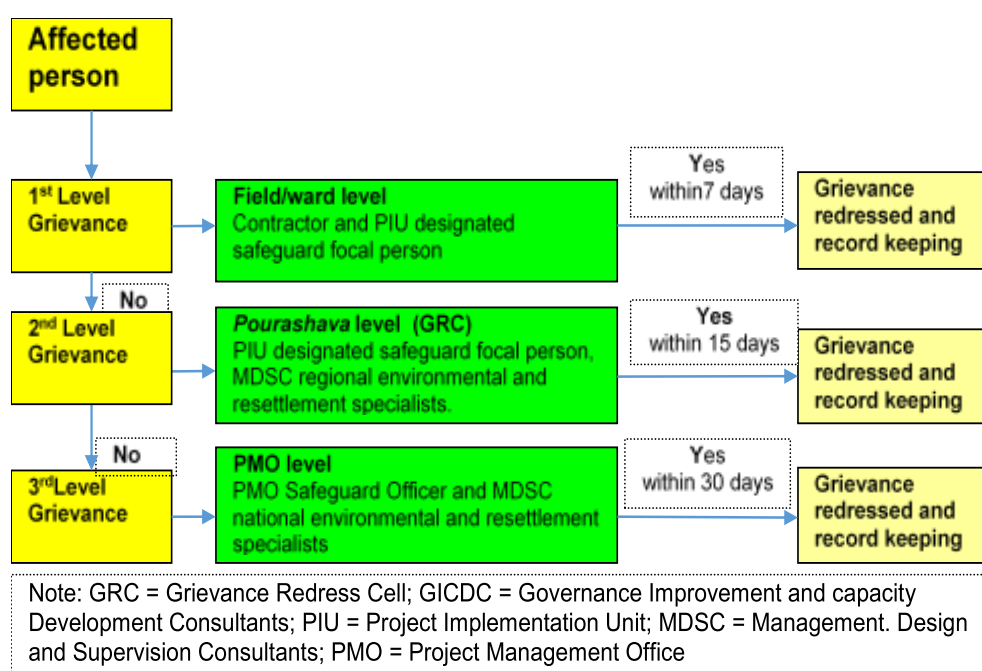 Affected
person
1st Level
Grievance
Field/ward level
Contractor and PIU designated
safeguard focal person
Yes
within7 days
Grievance
redressed and
record keeping
No
2nd Level
Grievance
Pourashava level (GRC)
PIU designated safeguard focal person,
MDSC regional environmental and
resettlement specialists.
Yes
within 15 days
Grievance
redressed and
record keeping
No
3rdLevel
Grievance
PMO level
PMO Safeguard Officer and MDSC
national environmental and resettlement
specialists
Yes
within 30 days
Grievance
redressed and
record keeping
Note: GRC = Grievance Redress Cell; GICDC = Governance Improvement and capacity
Development Consultants; PIU = Project Implementation Unit; MDSC = Management. Design
and Supervision Consultants; PMO = Project Management Office